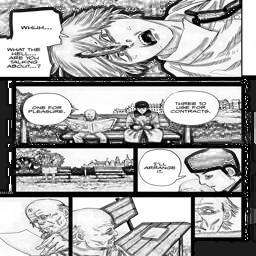 WHUH...
WHAT THE
HELL...
ARE YOU
TALKING
ABOUT...?
ONE FOR
PLEASURE.
THREE TO
USE FOR
CONTRACTS.
I'LL
ARRANGE
IT.